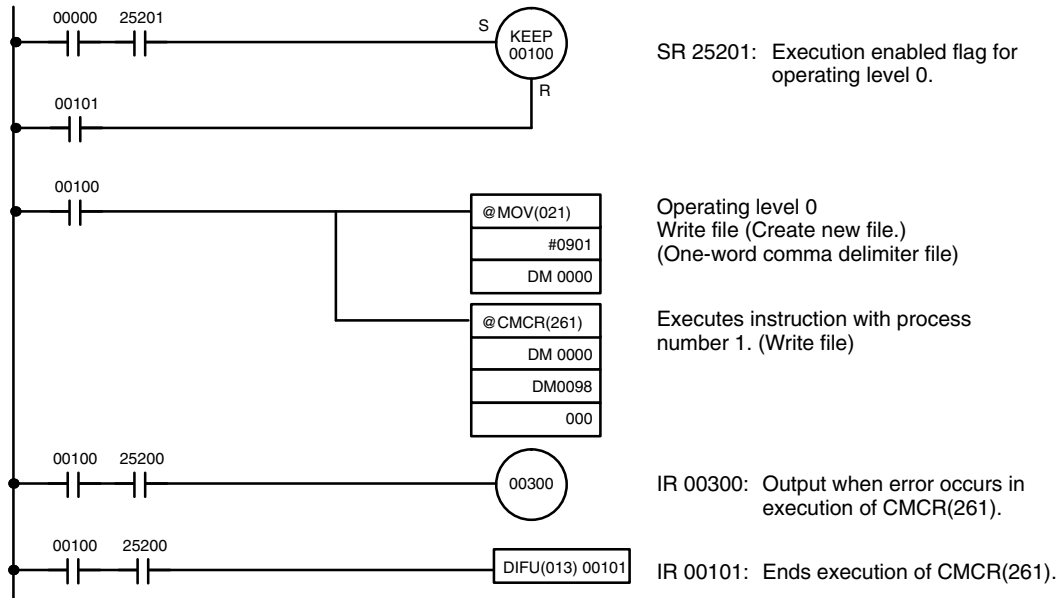 00000 25201
S
KEEP
00100
R
SR 25201: Execution enabled flag for
operating level 0.
00101
00100
@MOV(021)
#0901
DM 0000
Operating level 0
Write file (Create new file.)
(One-word comma delimiter file)
@CMCR(261)
DM 0000
DM0098
000
Executes instruction with process
number 1. (Write file)
00100 25200
00300
IR 00300: Output when error occurs in
execution of CMCR(261).
00100 25200
DIFU(013) 00101
IR 00101: Ends execution of CMCR(261).